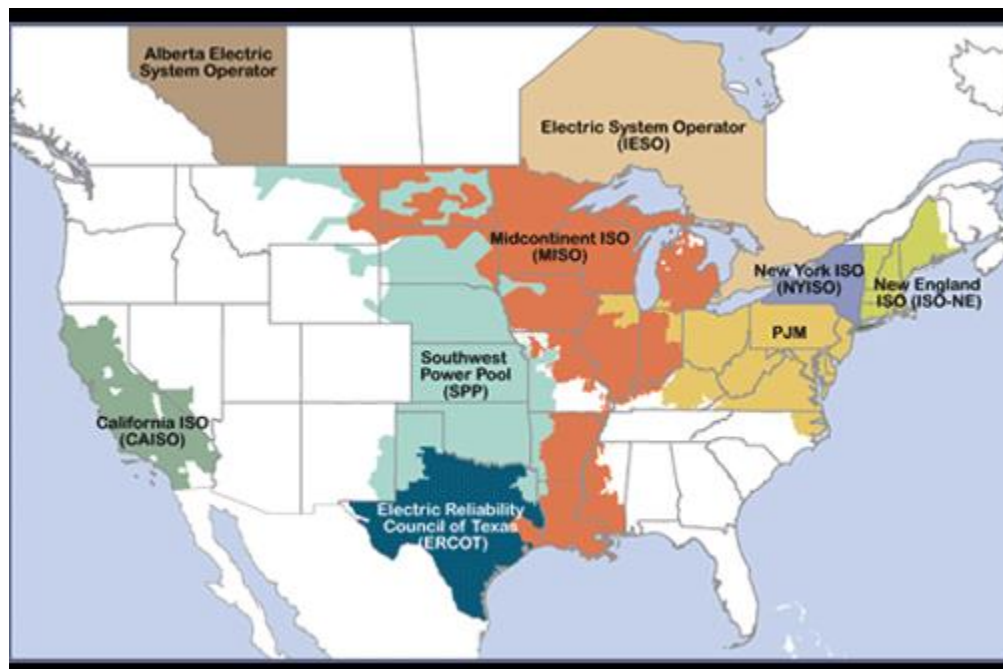 Alberta Electric
System Operator
Electric System Operator
(IESO)
Midcontinent ISO
(MISO)
New York ISO
(NYISO)
New England
ISO (ISO-NE)
PJM
Southwest
Power Pool
(SPP)
California ISO
(CAISO)
Electric Reliability
Council of Texas
(ERCOT)